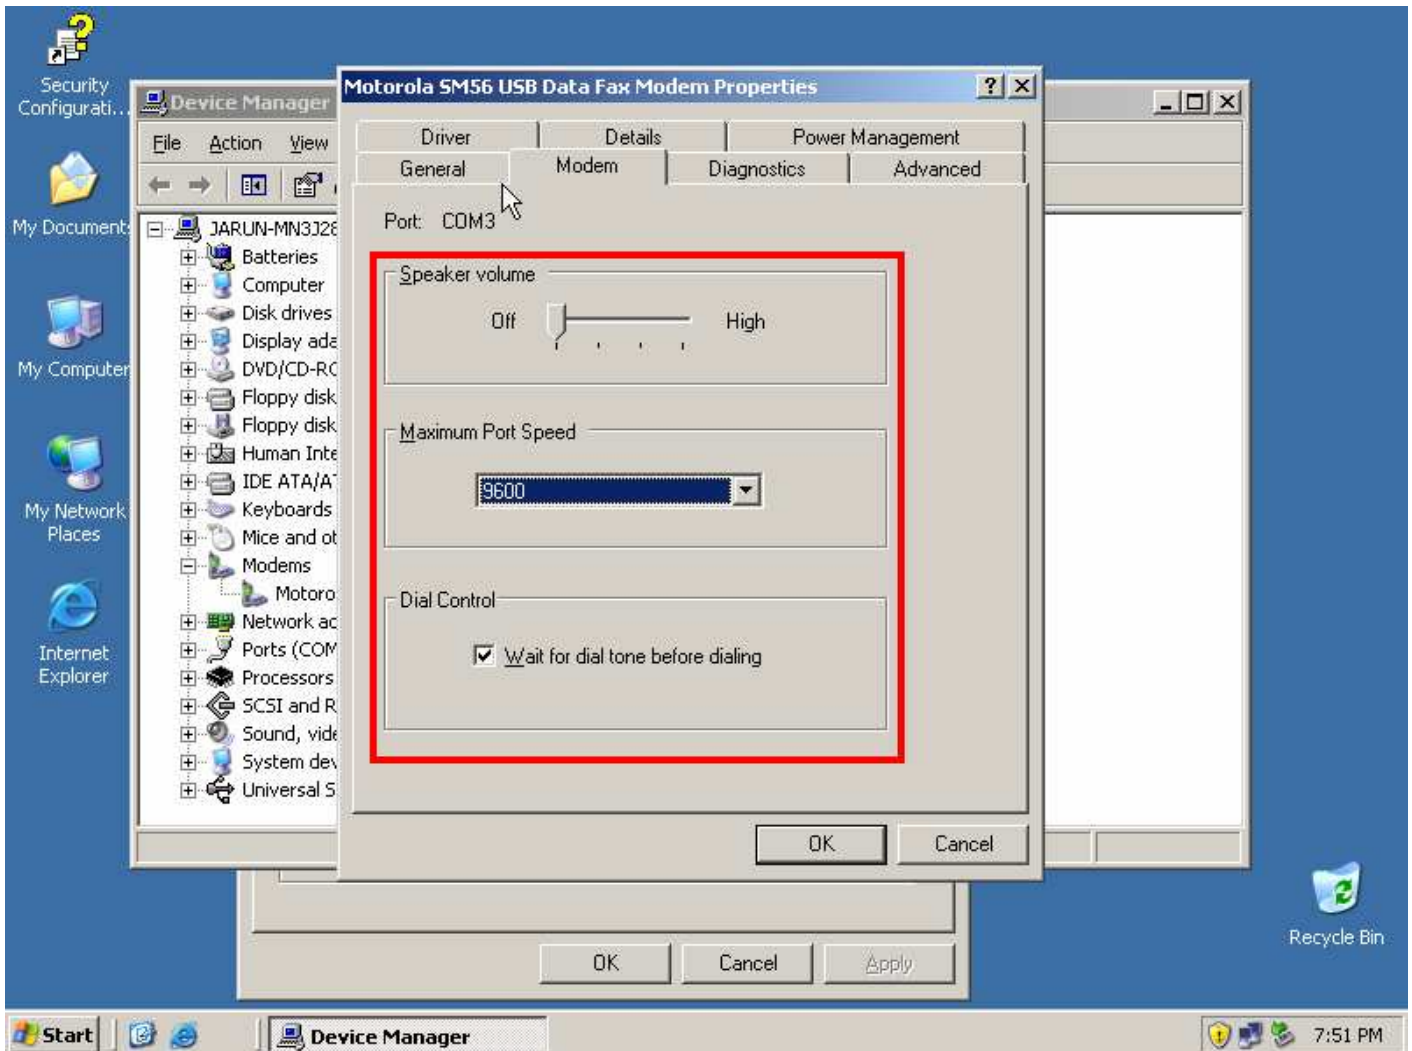 Security
Configurati...
My Documents
My Computer
My Network
Places
Internet
Explorer
Recycle Bin
Device Manager
File Action View
JARUN-MN3J28
Batteries
Computer
Disk drives
Display ada
DVD/CD-RO
Floppy disk
Floppy disk
Human Inte
IDE ATA/AT
Keyboards
Mice and ot
Modems
Motoro
Network ad
Ports (COM
Processors
SCSI and R
Sound, vide
System dev
Universal S
Motorola SM56 USB Data Fax Modem Properties
Driver Details Power Management
General Modem Diagnostics Advanced
Port: COM3
Speaker volume
Off High
Maximum Port Speed
9600
Dial Control
Wait for dial tone before dialing
OK Cancel
OK Cancel Apply
Start Device Manager 7:51 PM